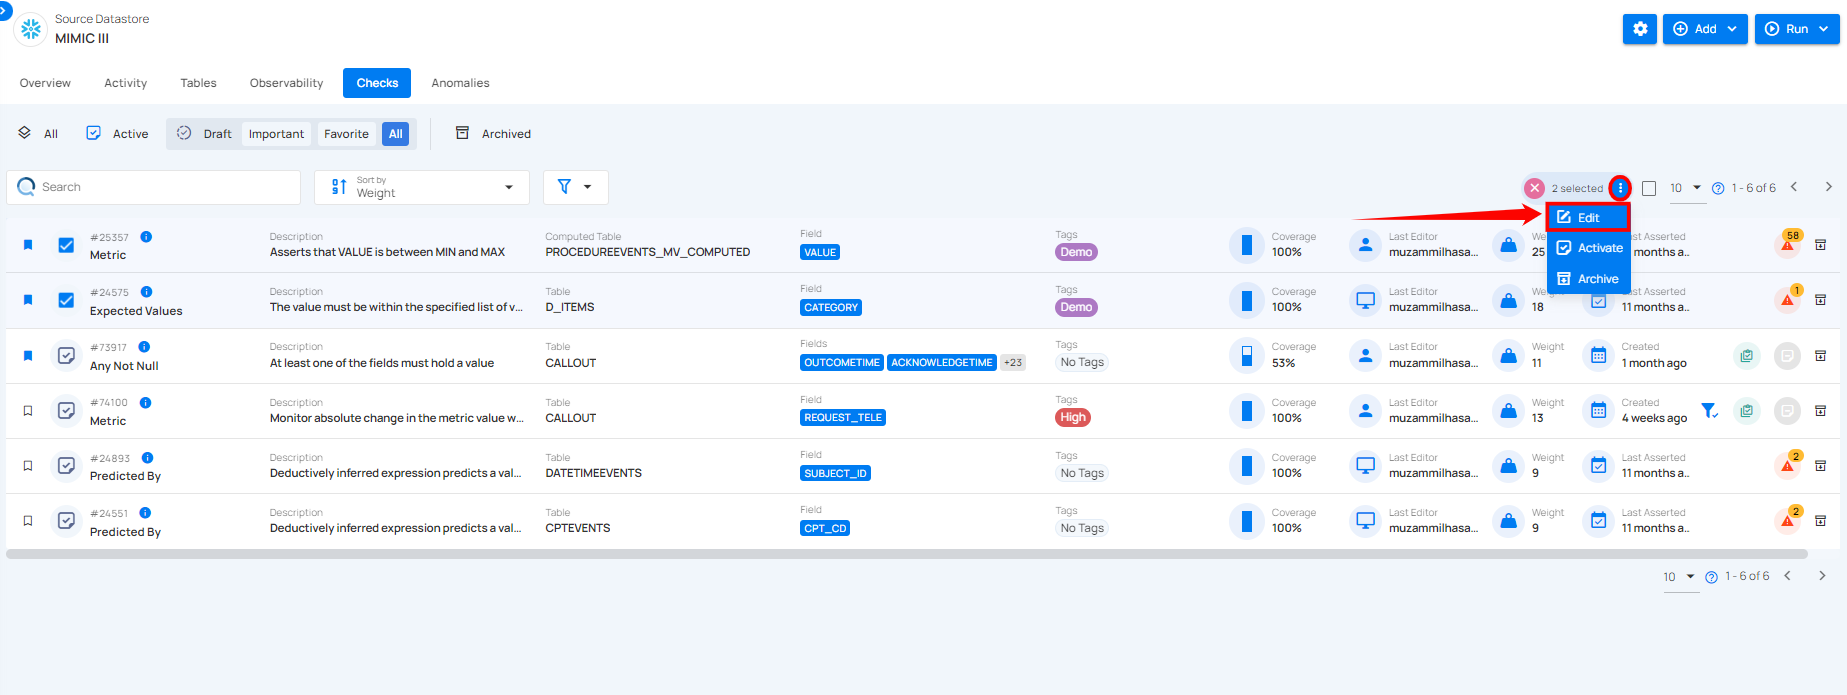 Source Datastore
MIMIC III
Add
Run
Overview
Activity
Tables
Observability
Checks
Anomalies
All
Active
Draft
Important
Favorite
All
Archived
Search
Sort by
Weight
2 selected
10
1 - 6 of 6
Edit
Activate
Archive
#25357
Metric
Description
Asserts that VALUE is between MIN and MAX
Computed Table
PROCEDUREEVENTS_MV_COMPUTED
Field
VALUE
Tags
Demo
Coverage
100%
Last Editor
muzammilhasa...
We
25
st Asserted
months a..
58
#24575
Expected Values
Description
The value must be within the specified list of v...
Table
D_ITEMS
Field
CATEGORY
Tags
Demo
Coverage
100%
Last Editor
muzammilhasa...
Weight
18
Last Asserted
11 months a..
1
#73917
Any Not Null
Description
At least one of the fields must hold a value
Table
CALLOUT
Fields
OUTCOMETIME ACKNOWLEDGETIME +23
Tags
No Tags
Coverage
53%
Last Editor
muzammilhasa...
Weight
11
Created
1 month ago
#74100
Metric
Description
Monitor absolute change in the metric value w...
Table
CALLOUT
Field
REQUEST_TELE
Tags
High
Coverage
100%
Last Editor
muzammilhasa...
Weight
13
Created
4 weeks ago
#24893
Predicted By
Description
Deductively inferred expression predicts a val...
Table
DATETIMEEVENTS
Field
SUBJECT_ID
Tags
No Tags
Coverage
100%
Last Editor
muzammilhasa...
Weight
9
Last Asserted
11 months a..
2
#24551
Predicted By
Description
Deductively inferred expression predicts a val...
Table
CPTEVENTS
Field
CPT_CD
Tags
No Tags
Coverage
100%
Last Editor
muzammilhasa...
Weight
9
Last Asserted
11 months a..
2
10
1 - 6 of 6